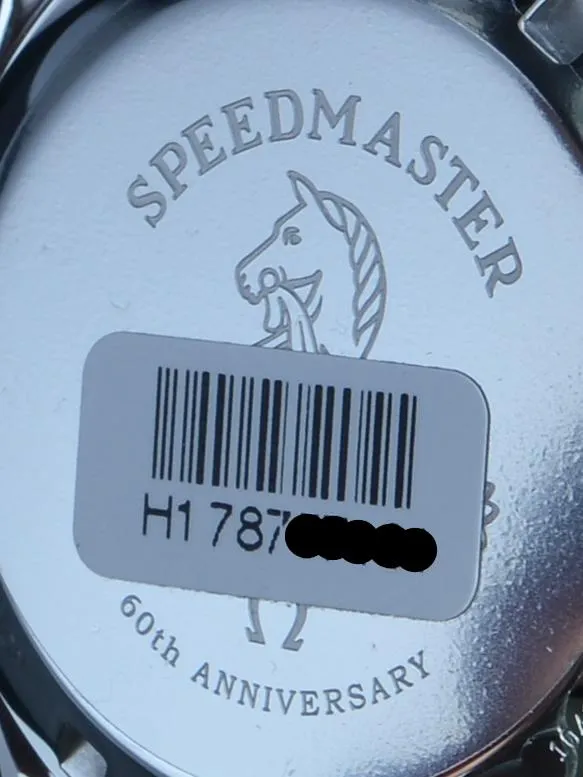 SPEEDMASTER
H1 787
Ω
60th ANNIVERSARY